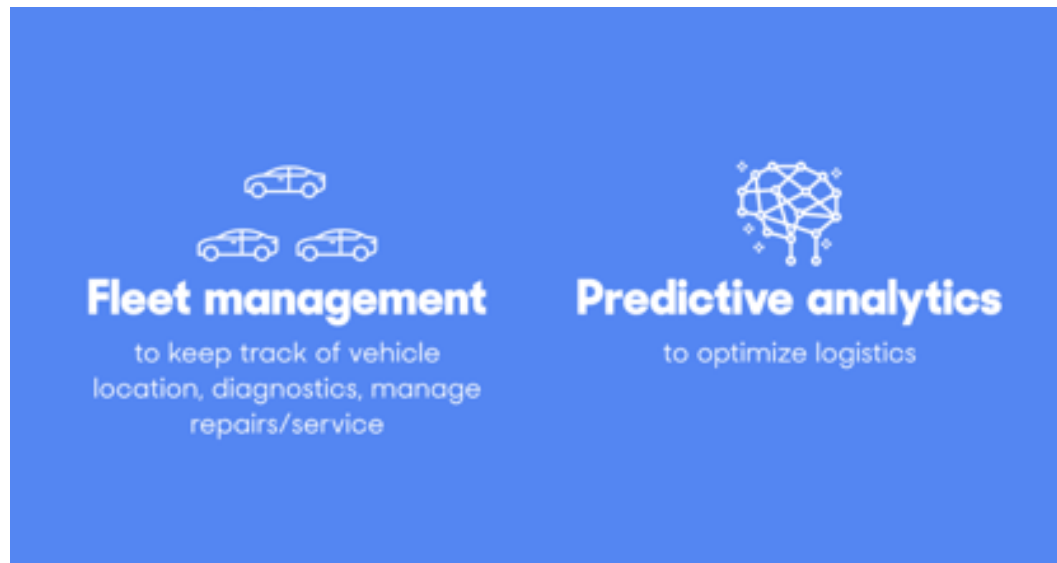 Fleet management
to keep track of vehicle
location, diagnostics, manage
repairs/service
Predictive analytics
to optimize logistics